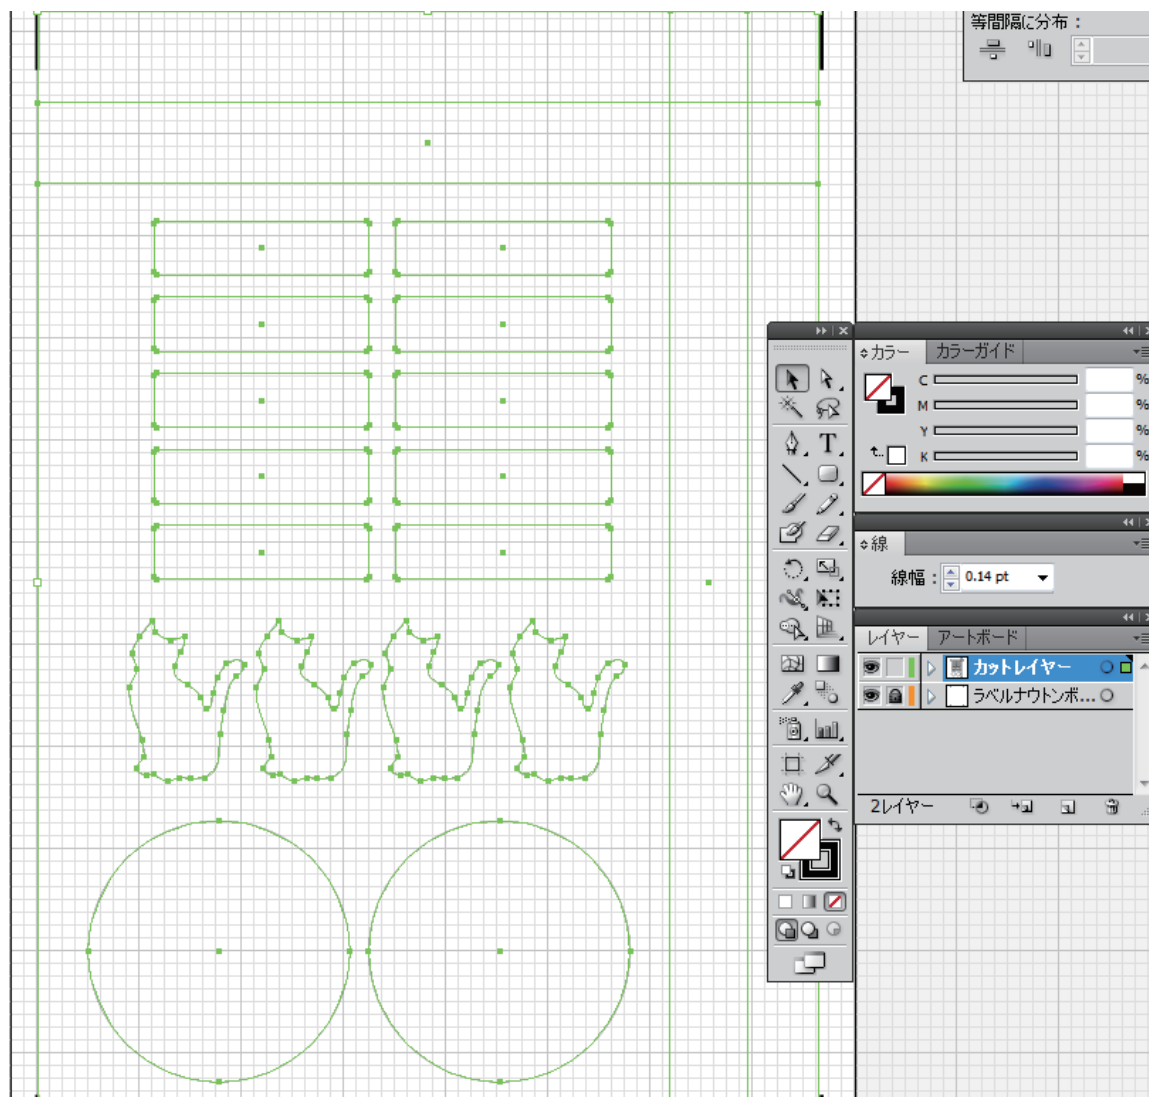 等間隔に分布：
カラー カラーガイド
C %
M %
Y %
K %
T
線
線幅： 0.14 pt
レイヤー アートボード
カットレイヤー
ラベルナウトンボ...
2レイヤー